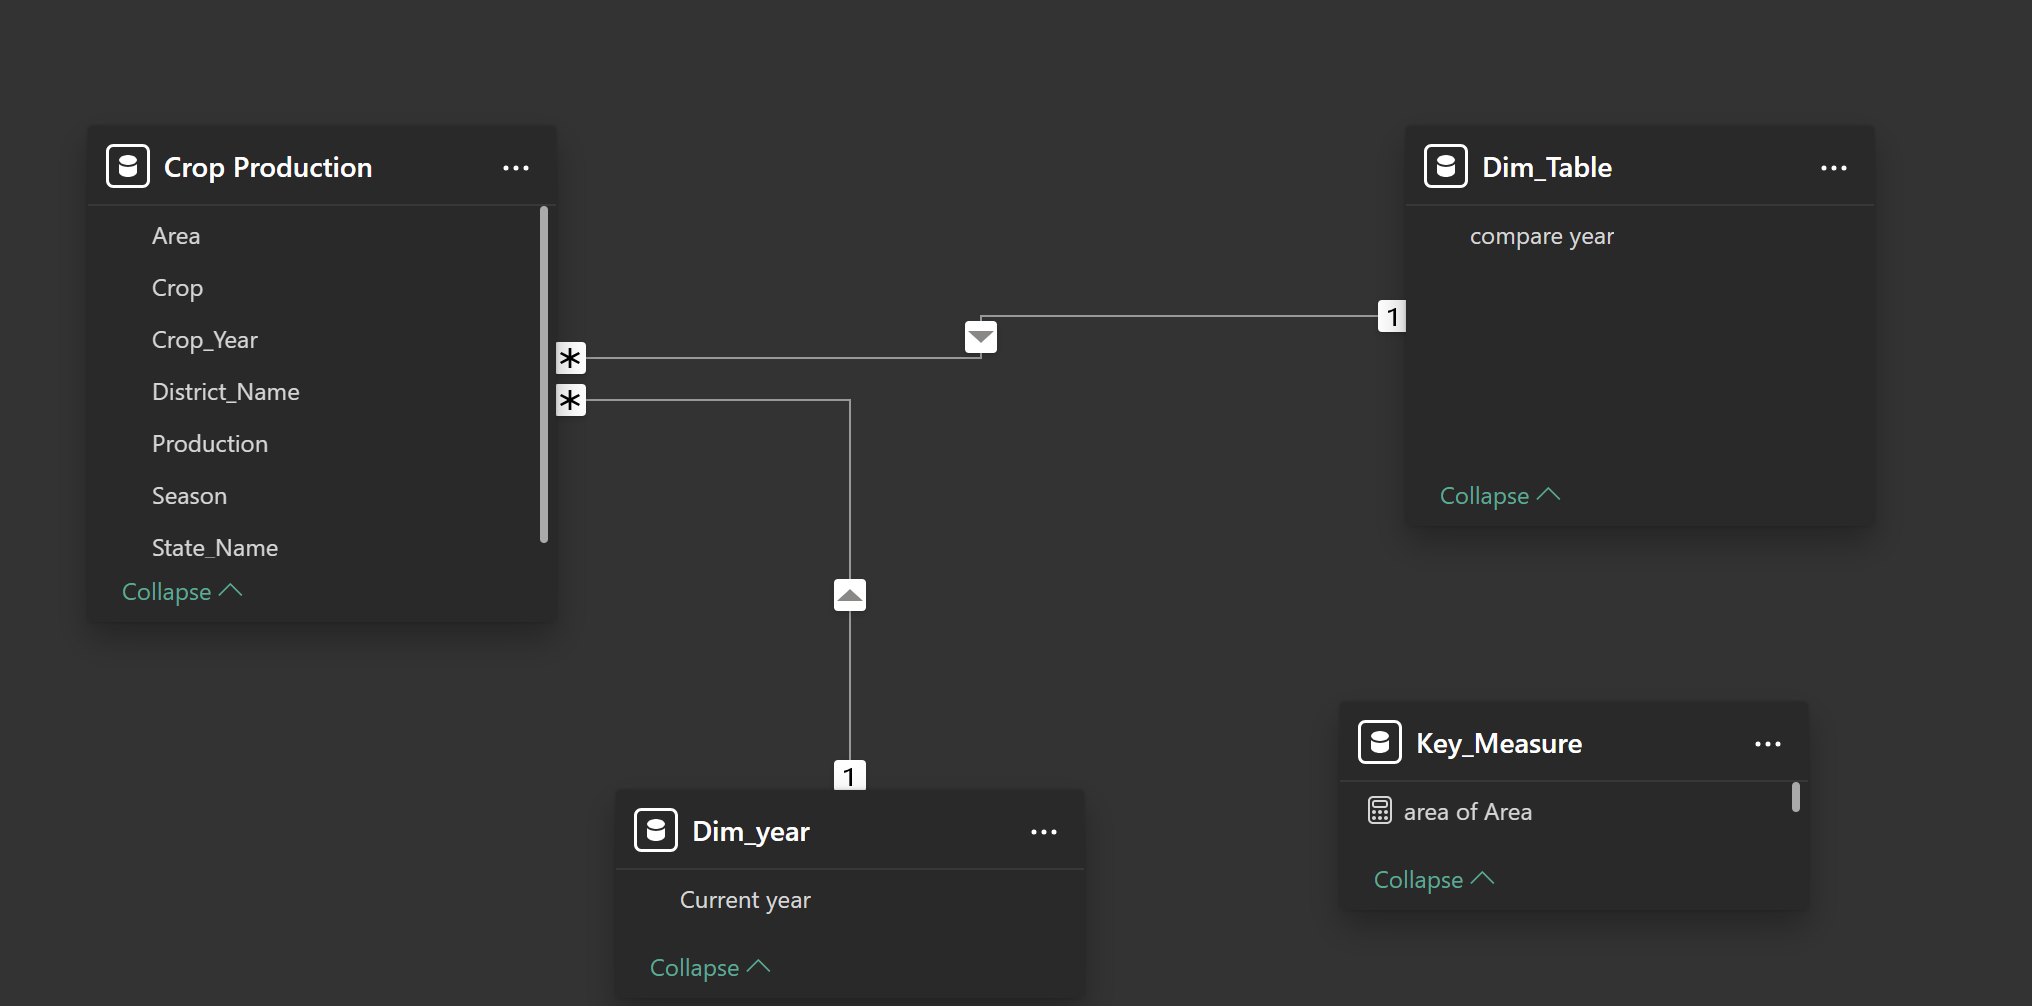 Crop Production
Area
Crop
Crop_Year
District_Name
Production
Season
State_Name
Collapse
*
*
1
Dim_Table
compare year
Collapse
1
Dim_year
Current year
Collapse
Key_Measure
area of Area
Collapse